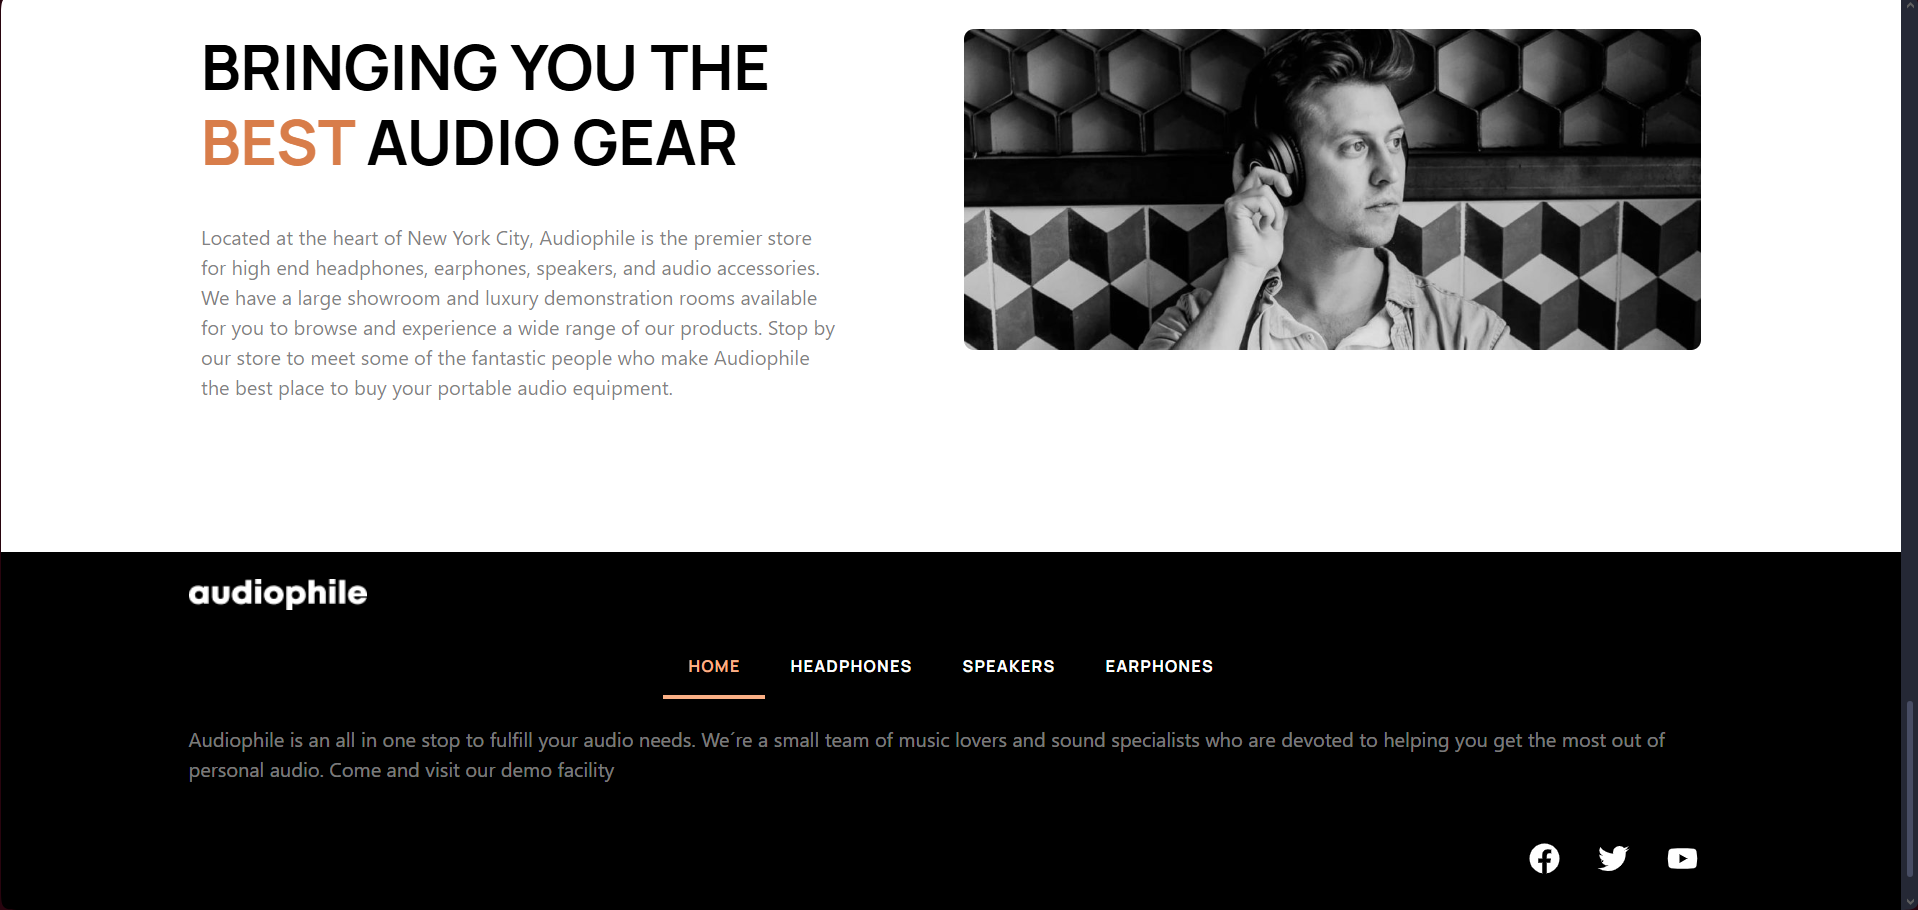 BRINGING YOU THE
BEST AUDIO GEAR
Located at the heart of New York City, Audiophile is the premier store
for high end headphones, earphones, speakers, and audio accessories.
We have a large showroom and luxury demonstration rooms available
for you to browse and experience a wide range of our products. Stop by
our store to meet some of the fantastic people who make Audiophile
the best place to buy your portable audio equipment.
audiophile
HOME HEADPHONES SPEAKERS EARPHONES
Audiophile is an all in one stop to fulfill your audio needs. We´re a small team of music lovers and sound specialists who are devoted to helping you get the most out of
personal audio. Come and visit our demo facility